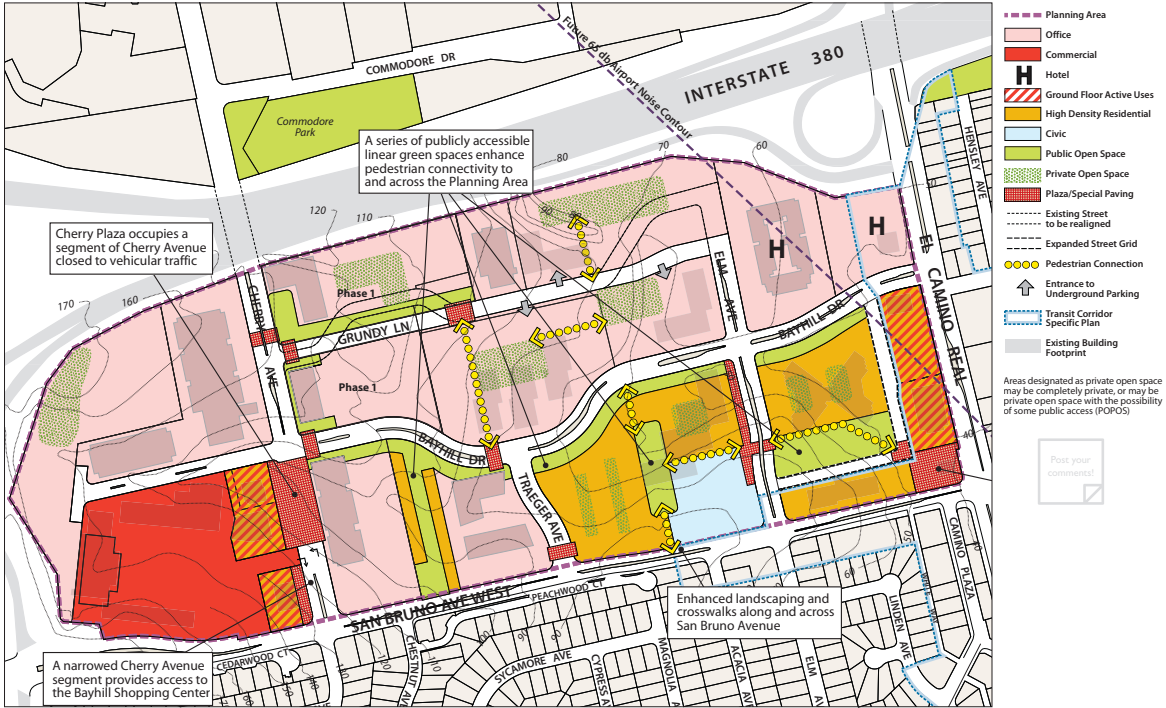 COMMODORE DR
Commodore
Park
Future 65 db Airport Noise Contour
INTERSTATE 380
A series of publicly accessible
linear green spaces enhance
pedestrian connectivity to
and across the Planning Area
Cherry Plaza occupies a
segment of Cherry Avenue
closed to vehicular traffic
HENSLEY AVE
80
70
60
50
90
120
110
170
160
H
H
EL CAMINO REAL
CHERRY AVE
Phase 1
GRUNDY LN
ELM AVE
BAYHILL DR
Phase 1
BAYHILL DR
TRAEGER AVE
40
SAN BRUNO AVE WEST
PEACHWOOD CT
Enhanced landscaping and
crosswalks along and across
San Bruno Avenue
A narrowed Cherry Avenue
segment provides access to
the Bayhill Shopping Center
CEDARWOOD CT
CHESTNUT AVE
SYCAMORE AVE
CYPRESS AVE
MAGNOLIA
ACACIA AVE
ELM AVE
LINDEN AVE
CAMINO PLAZA
60
50
120
110
100
90
Planning Area
Office
Commercial
H
Hotel
Ground Floor Active Uses
High Density Residential
Civic
Public Open Space
Private Open Space
Plaza/Special Paving
Existing Street
to be realigned
Expanded Street Grid
Pedestrian Connection
Entrance to
Underground Parking
Transit Corridor
Specific Plan
Existing Building
Footprint
Areas designated as private open space
may be completely private, or may be
private open space with the possibility
of some public access (POPOS)
Post your
comments!